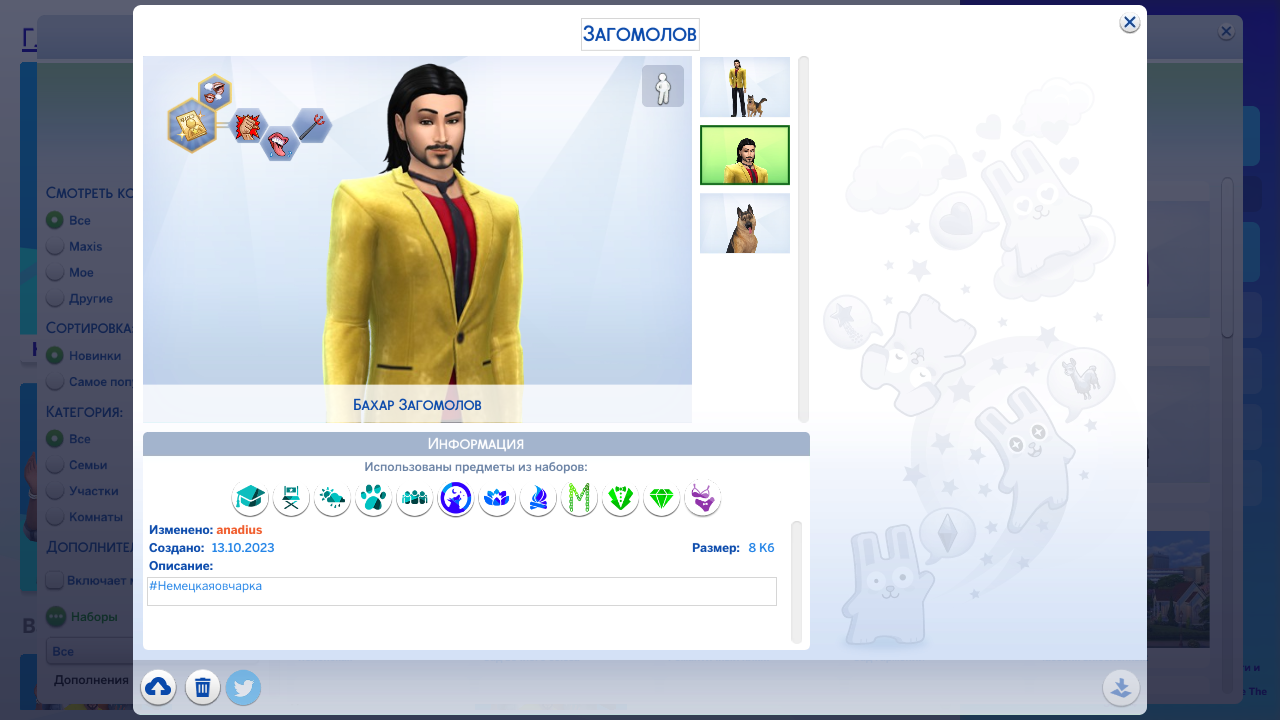 Загомолов
Смотреть ко
Все
Maxis
Мое
Другие
Сортировка:
Новинки
Самое поп
Категория:
Все
Семьи
Участки
Комнаты
Дополнител
Включает м
Наборы
Все
Дополнения
Бахар Загомолов
Информация
Использованы предметы из наборов:
Изменено: anadius
Создано: 13.10.2023
Размер: 8 Кб
Описание:
#Немецкаяовчарка